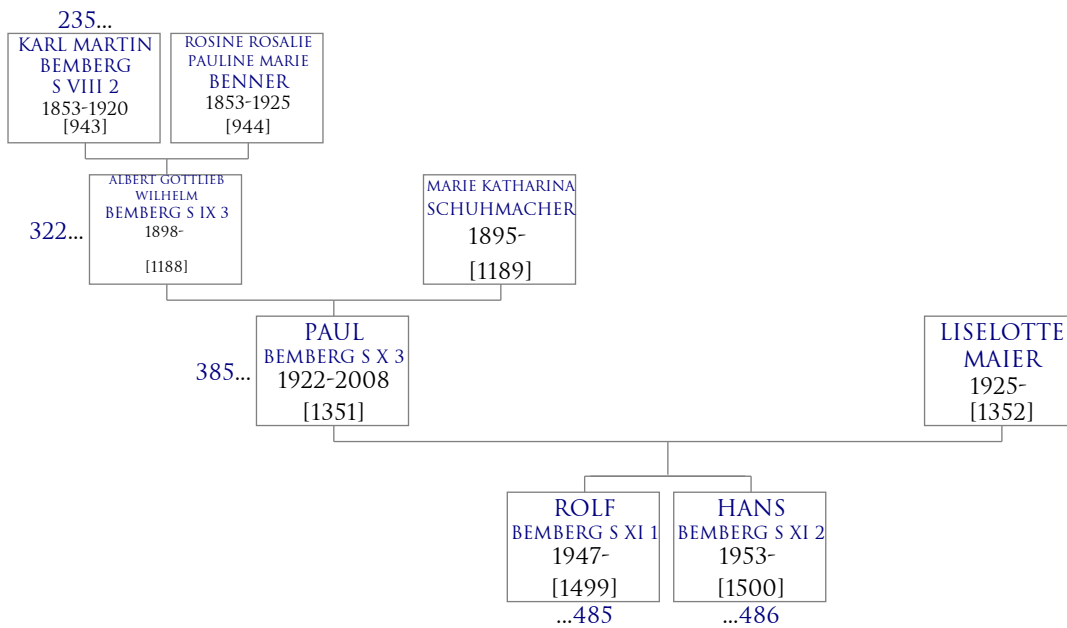 235...
KARL MARTIN
BEMBERG
S VIII 2
1853-1920
[943]
ROSINE ROSALIE
PAULINE MARIE
BENNER
1853-1925
[944]
322...
ALBERT GOTTLIEB
WILHELM
BEMBERG S IX 3
1898-
[1188]
MARIE KATHARINA
SCHUHMACHER
1895-
[1189]
385...
PAUL
BEMBERG S X 3
1922-2008
[1351]
LISELOTTE
MAIER
1925-
[1352]
ROLF
BEMBERG S XI 1
1947-
[1499]
...485
HANS
BEMBERG S XI 2
1953-
[1500]
...486